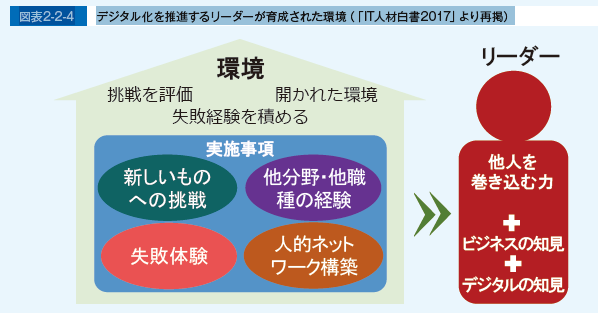 図表2-2-4 デジタル化を推進するリーダーが育成された環境(「IT人材白書2017」より再掲)
環境
挑戦を評価 開かれた環境
失敗経験を積める
実施事項
新しいもの
への挑戦
他分野・他職
種の経験
失敗体験
人的ネット
ワーク構築
リーダー
他人を
巻き込む力
+
ビジネスの知見
+
デジタルの知見